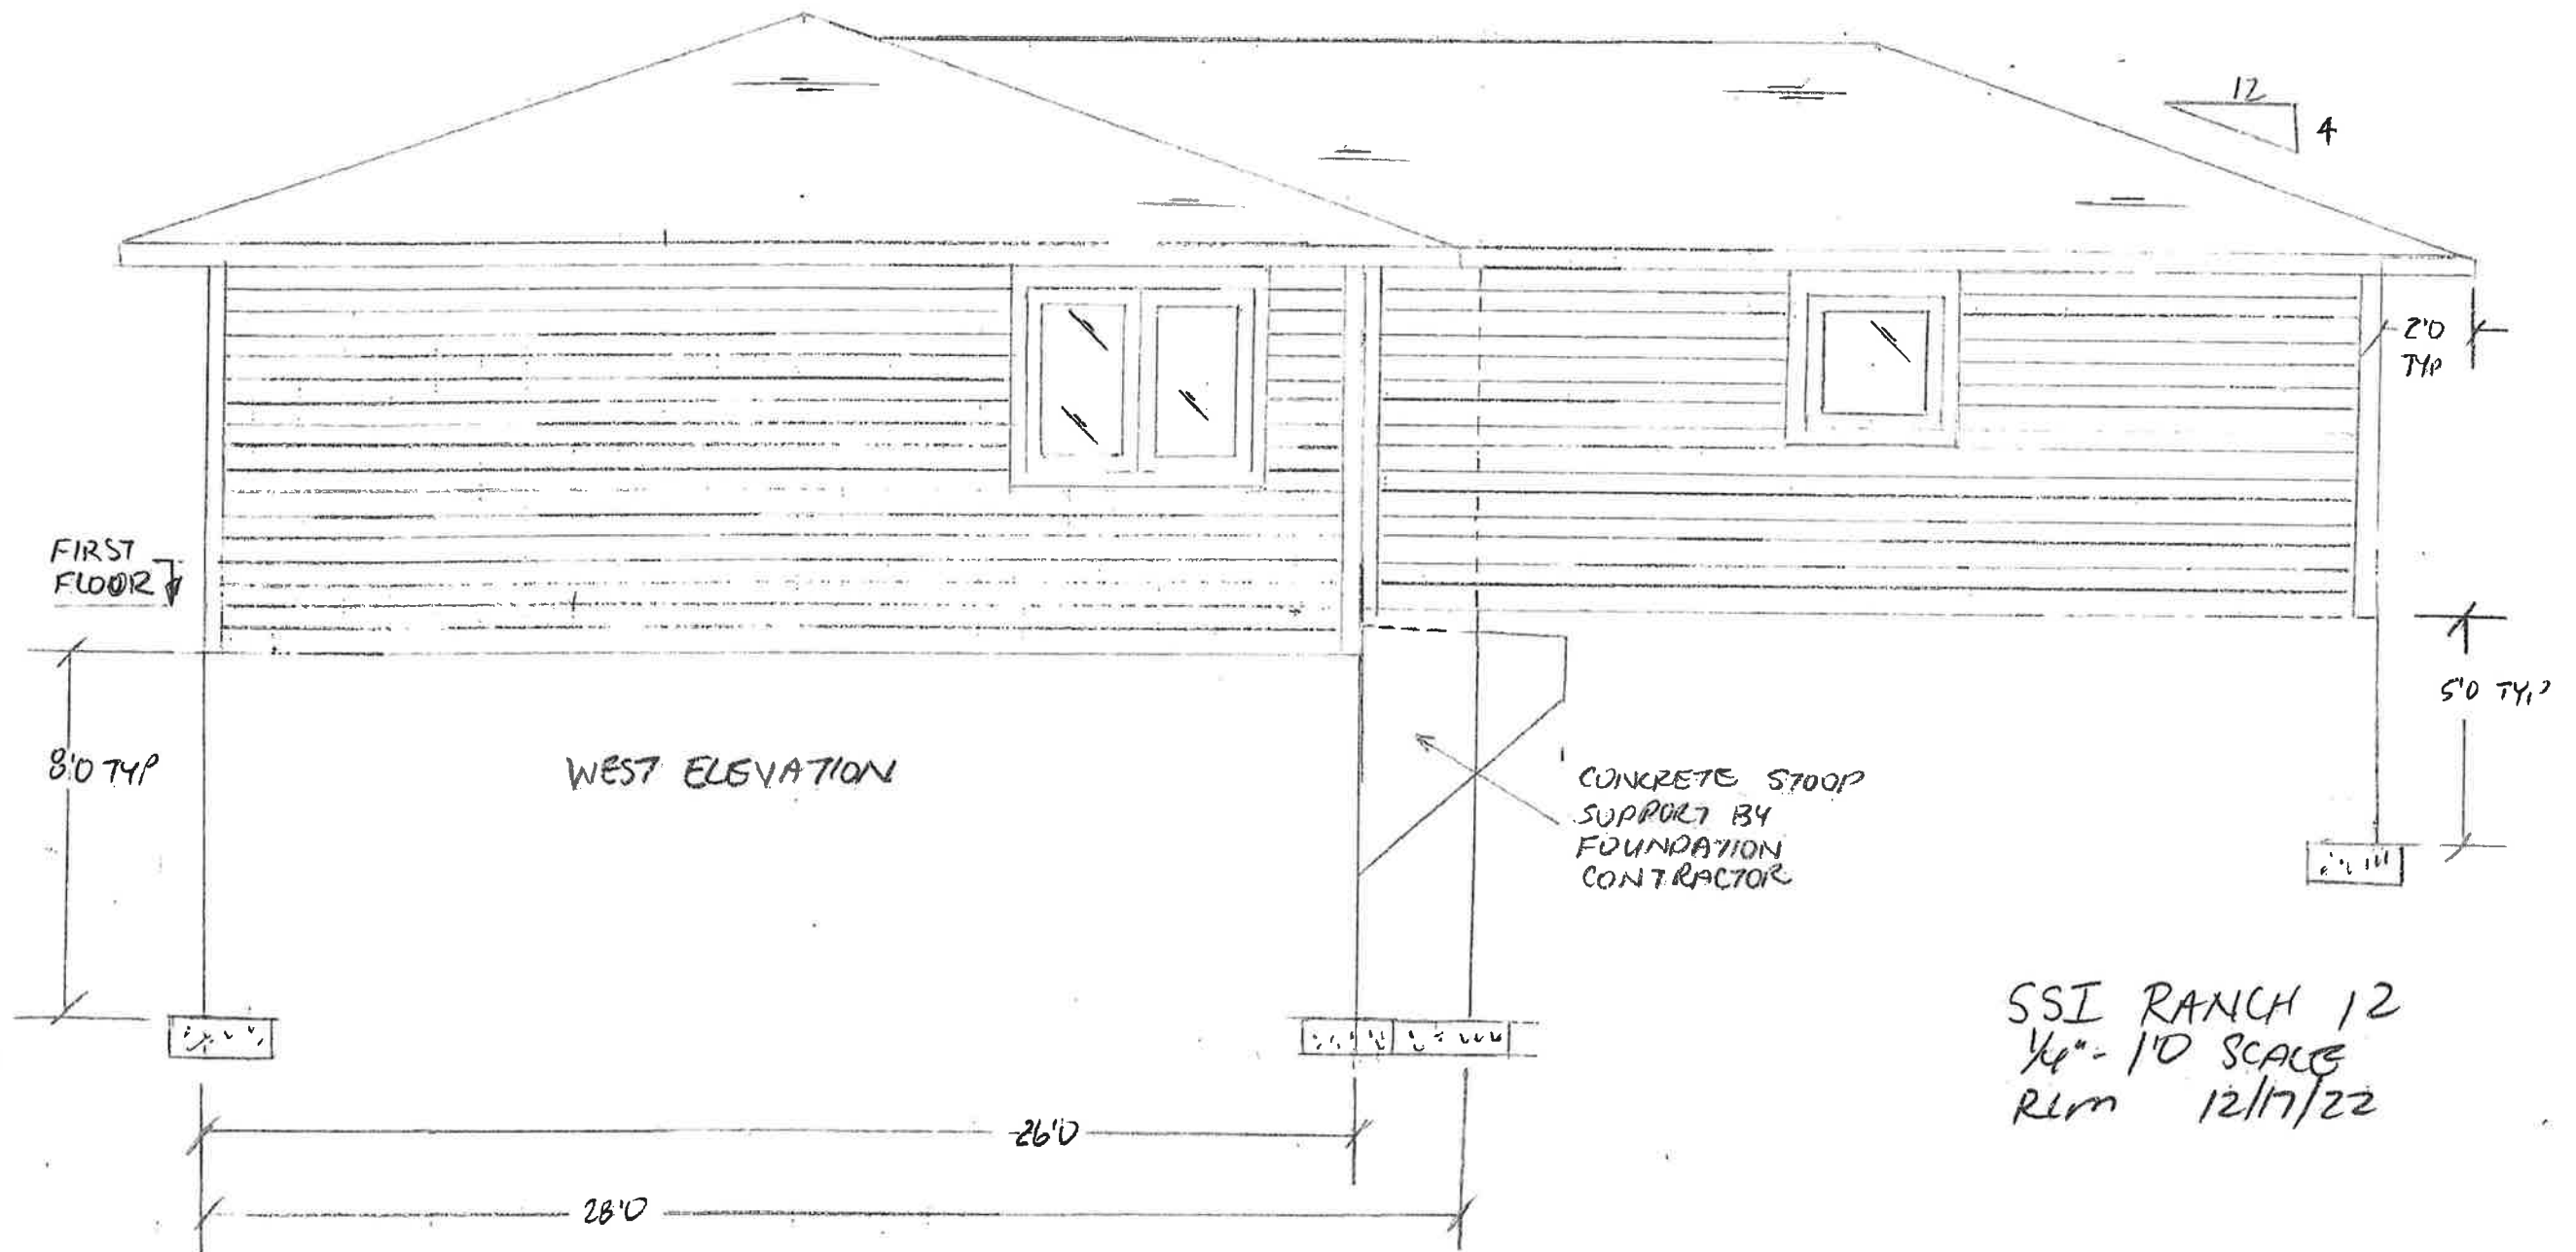 12
4
2'0
TYP
FIRST
FLOOR
8'0 TYP
WEST ELEVATION
5'0 TYP
CONCRETE STOOP
SUPPORT BY
FOUNDATION
CONTRACTOR
26'0
28'0
SSI RANCH 12
1/4" - 1'0 SCALE
RLM 12/17/22